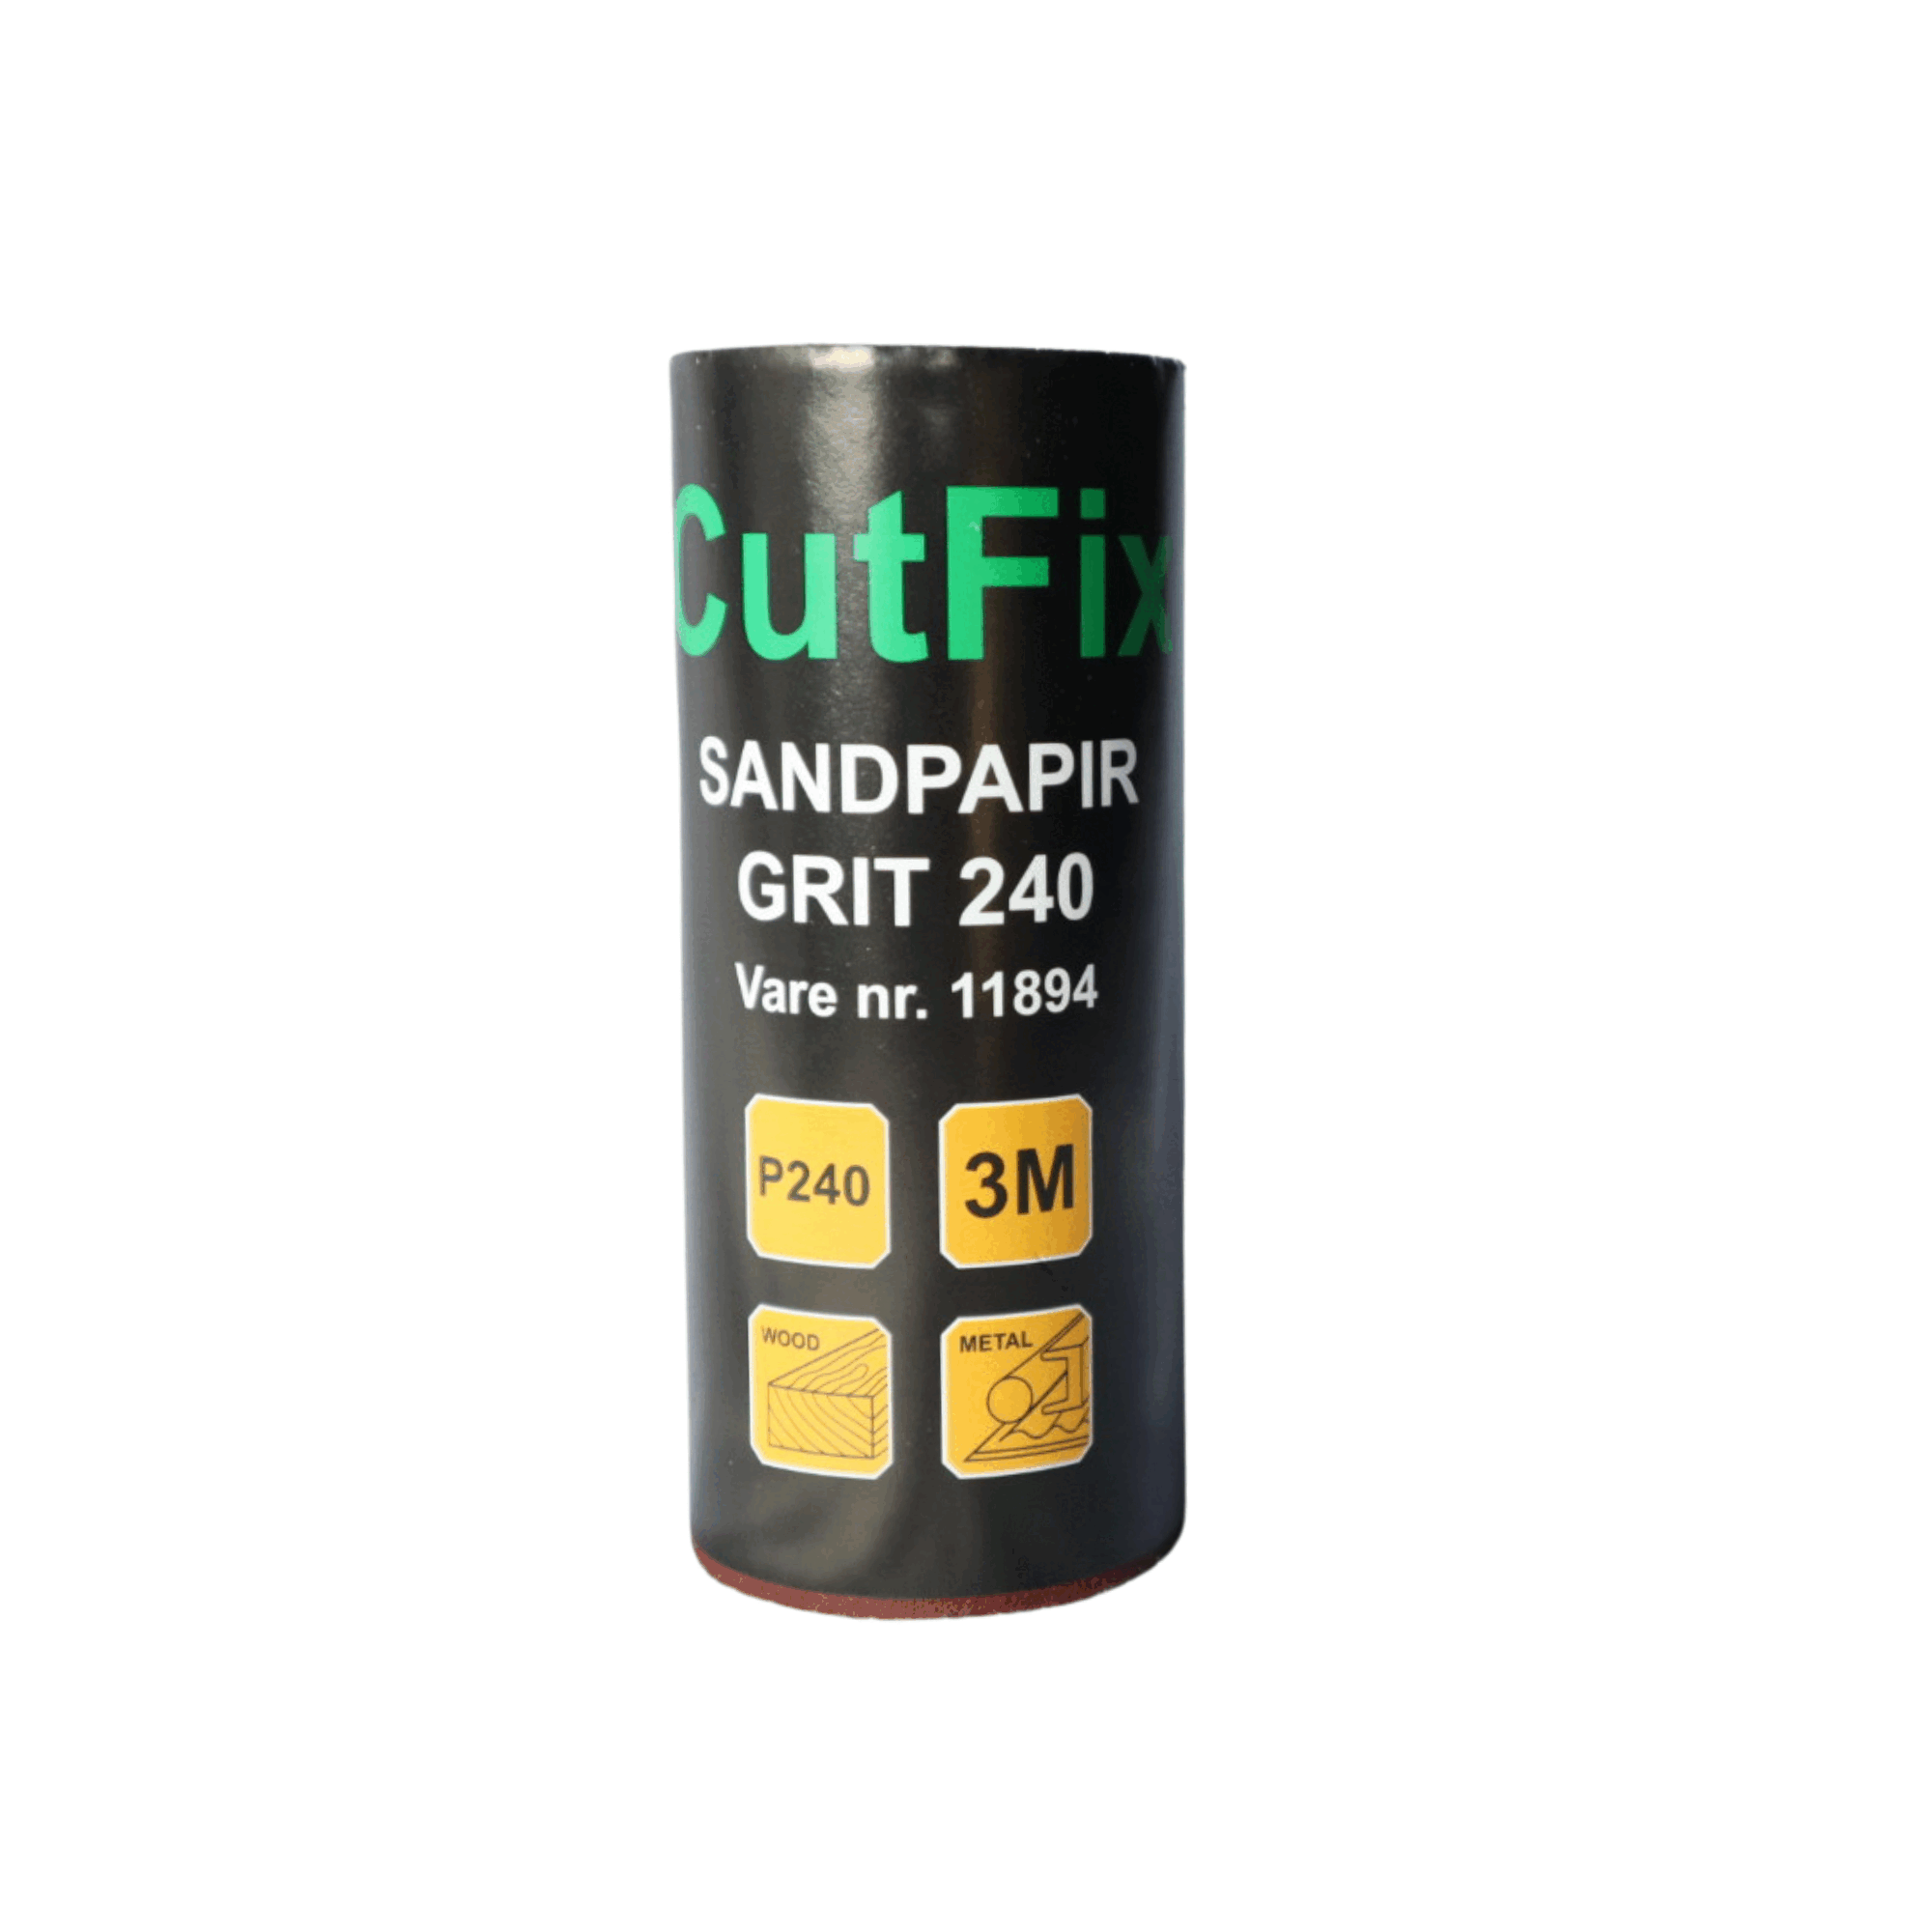 CutFix
SANDPAPIR
GRIT 240
Vare nr. 11894
P240
3M
WOOD
METAL